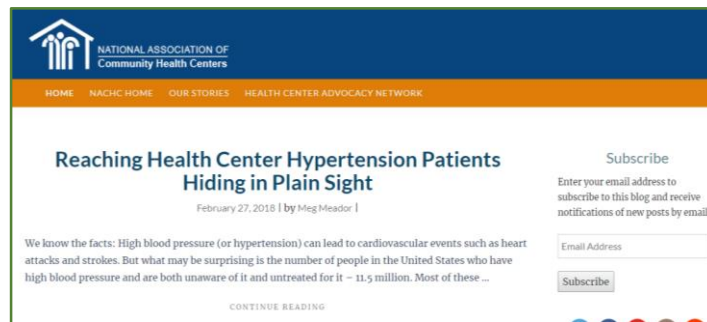 NATIONAL ASSOCIATION OF
Community Health Centers
HOME NACHC HOME OUR STORIES HEALTH CENTER ADVOCACY NETWORK
Reaching Health Center Hypertension Patients
Hiding in Plain Sight
February 27, 2018 | by Meg Meador |
We know the facts: High blood pressure (or hypertension) can lead to cardiovascular events such as heart
attacks and strokes. But what may be surprising is the number of people in the United States who have
high blood pressure and are both unaware of it and untreated for it – 11.5 million. Most of these ...
CONTINUE READING
Subscribe
Enter your email address to
subscribe to this blog and receive
notifications of new posts by email
Email Address
Subscribe